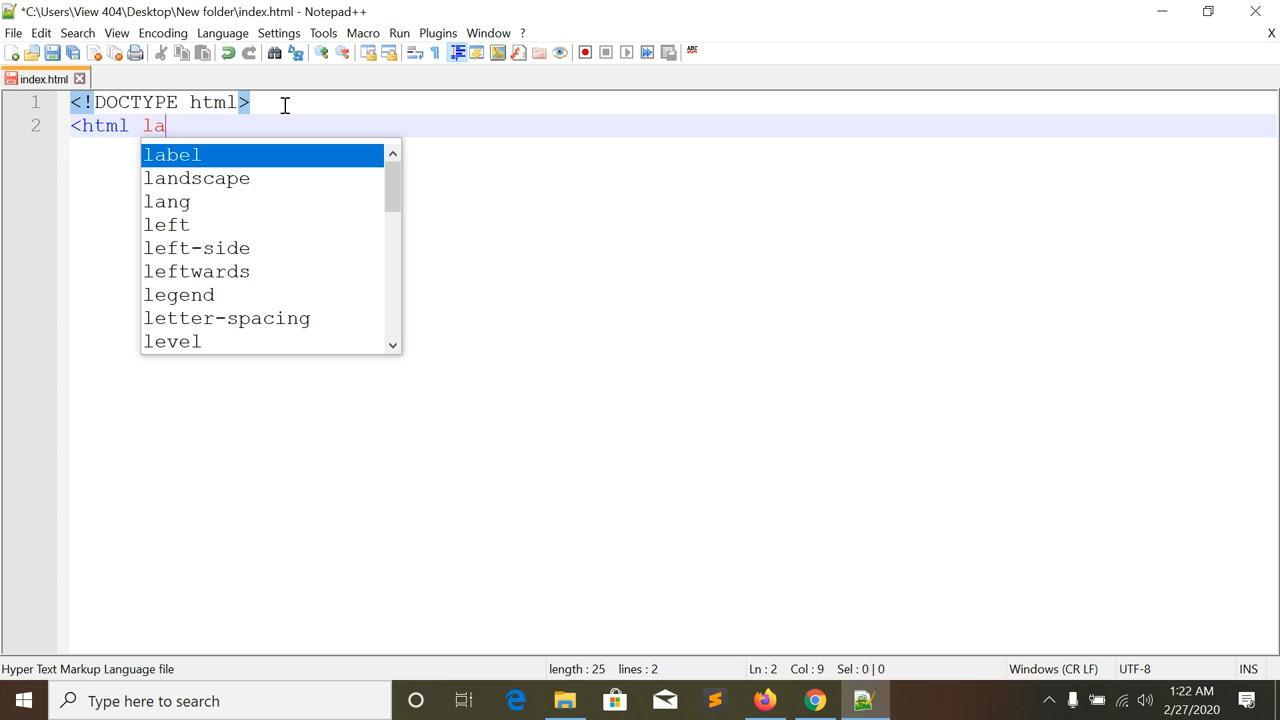 *C:\Users\View 404\Desktop\New folder\index.html - Notepad++
File Edit Search View Encoding Language Settings Tools Macro Run Plugins Window ? X
ABC
index.html
1 <!DOCTYPE html>
2 <html la
label
landscape
lang
left
left-side
leftwards
legend
letter-spacing
level
Hyper Text Markup Language file length : 25 lines : 2 Ln : 2 Col : 9 Sel : 0 | 0 Windows (CR LF) UTF-8 INS
Type here to search
1:22 AM
2/27/2020